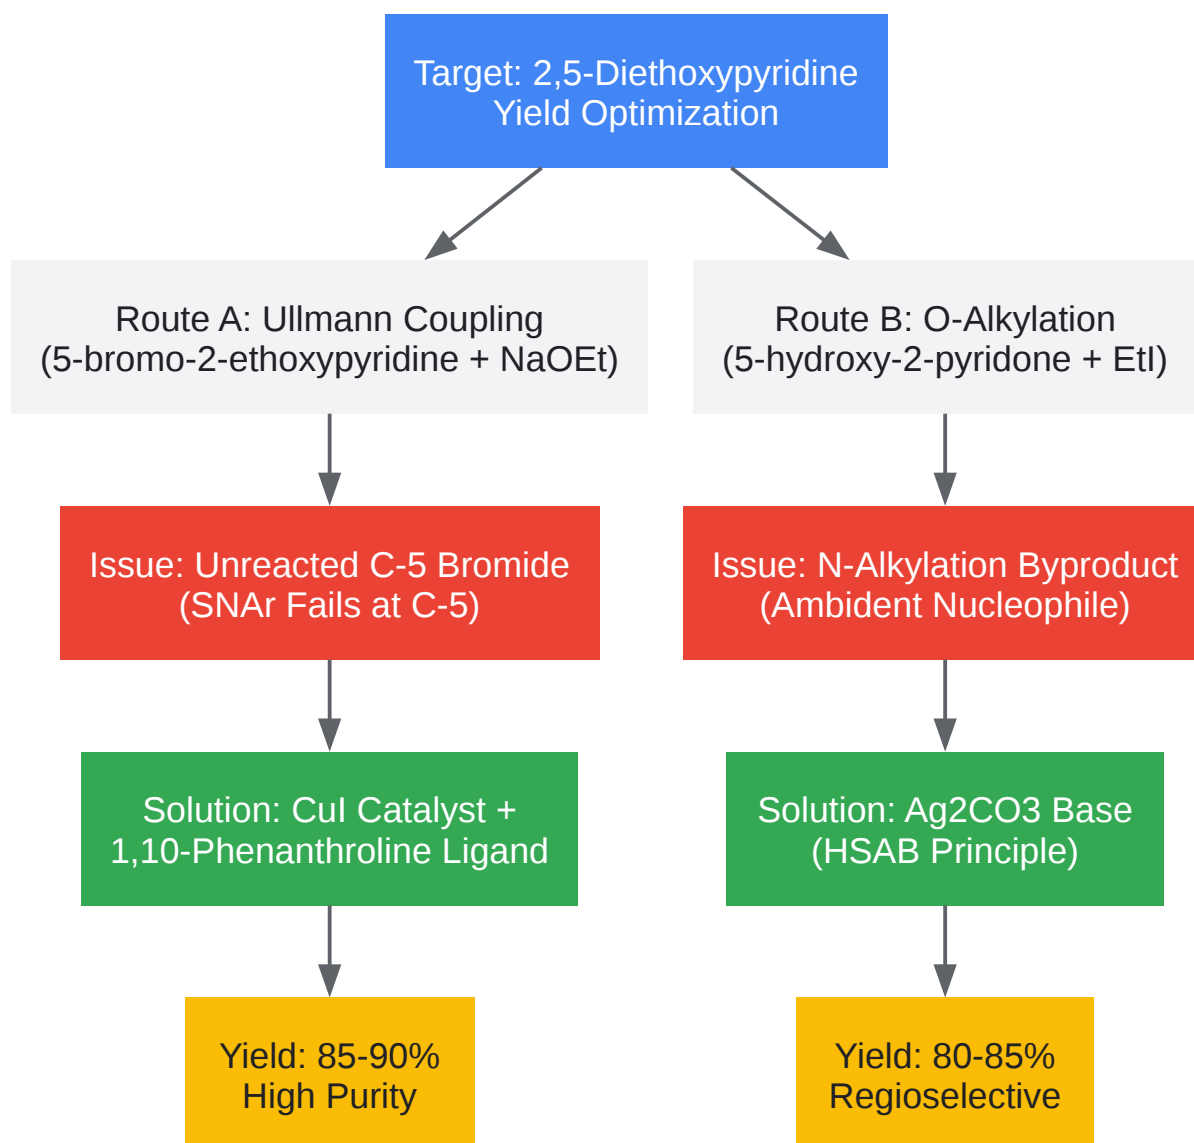 Target: 2,5-Diethoxypyridine
Yield Optimization
Route A: Ullmann Coupling
(5-bromo-2-ethoxypyridine + NaOEt)
Route B: O-Alkylation
(5-hydroxy-2-pyridone + EtI)
Issue: Unreacted C-5 Bromide
(SNAr Fails at C-5)
Issue: N-Alkylation Byproduct
(Ambident Nucleophile)
Solution: CuI Catalyst +
1,10-Phenanthroline Ligand
Solution: Ag2CO3 Base
(HSAB Principle)
Yield: 85-90%
High Purity
Yield: 80-85%
Regioselective